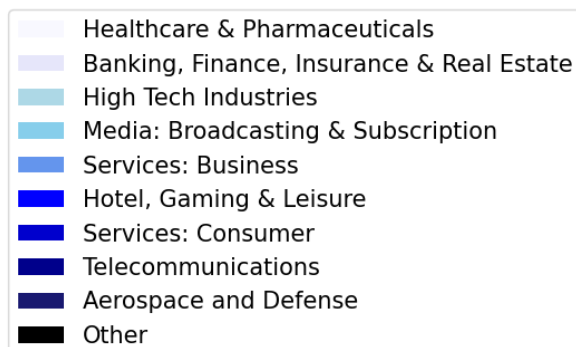 Healthcare & Pharmaceuticals
Banking, Finance, Insurance & Real Estate
High Tech Industries
Media: Broadcasting & Subscription
Services: Business
Hotel, Gaming & Leisure
Services: Consumer
Telecommunications
Aerospace and Defense
Other